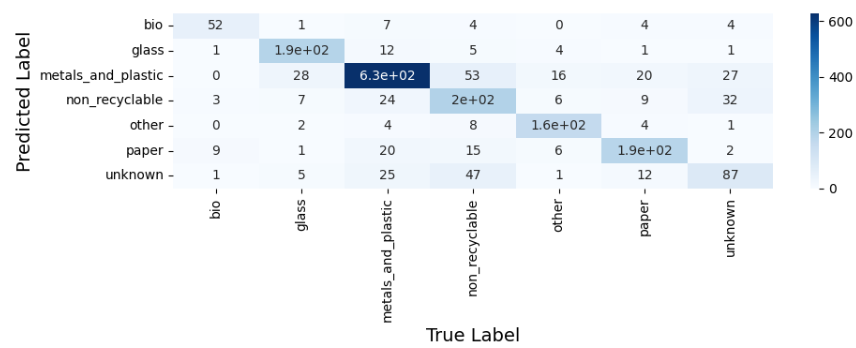 Predicted Label
bio 52 1 7 4 0 4 4
glass 1 1.9e+02 12 5 4 1 1
metals_and_plastic 0 28 6.3e+02 53 16 20 27
non_recyclable 3 7 24 2e+02 6 9 32
other 0 2 4 8 1.6e+02 4 1
paper 9 1 20 15 6 1.9e+02 2
unknown 1 5 25 47 1 12 87
bio glass metals_and_plastic non_recyclable other paper unknown
True Label
600
400
200
0